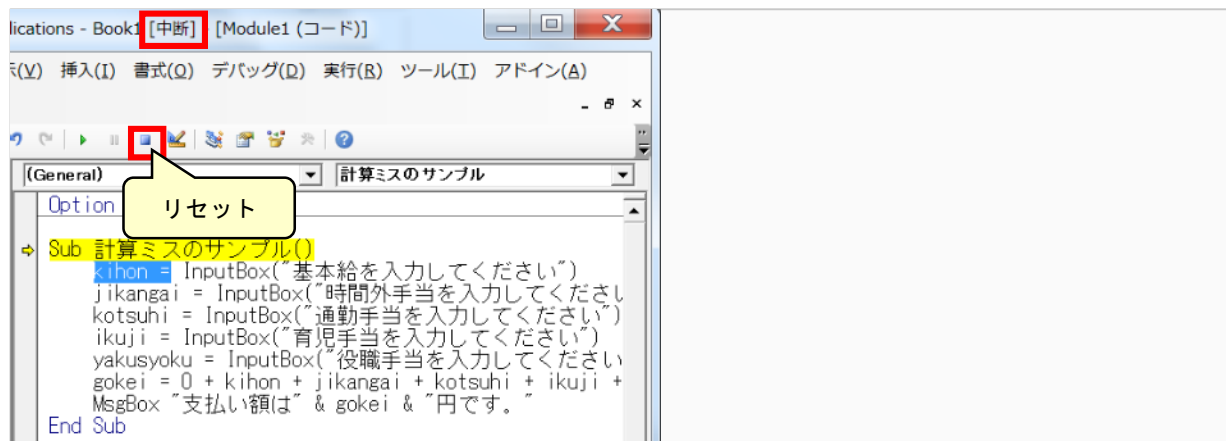 lications - Book1 [中断] [Module1 (コード)]
(V) 挿入(I) 書式(O) デバッグ(D) 実行(R) ツール(T) アドイン(A)
(General) 計算ミスのサンプル
Option
リセット
Sub 計算ミスのサンプル()
kihon = InputBox("基本給を入力してください")
jikangai = InputBox("時間外手当を入力してくださし
kotsuhi = InputBox("通勤手当を入力してください")
ikuji = InputBox("育児手当を入力してください")
yakusyoku = InputBox("役職手当を入力してください
gokei = 0 + kihon + jikangai + kotsuhi + ikuji +
MsgBox "支払い額は" & gokei & "円です。"
End Sub